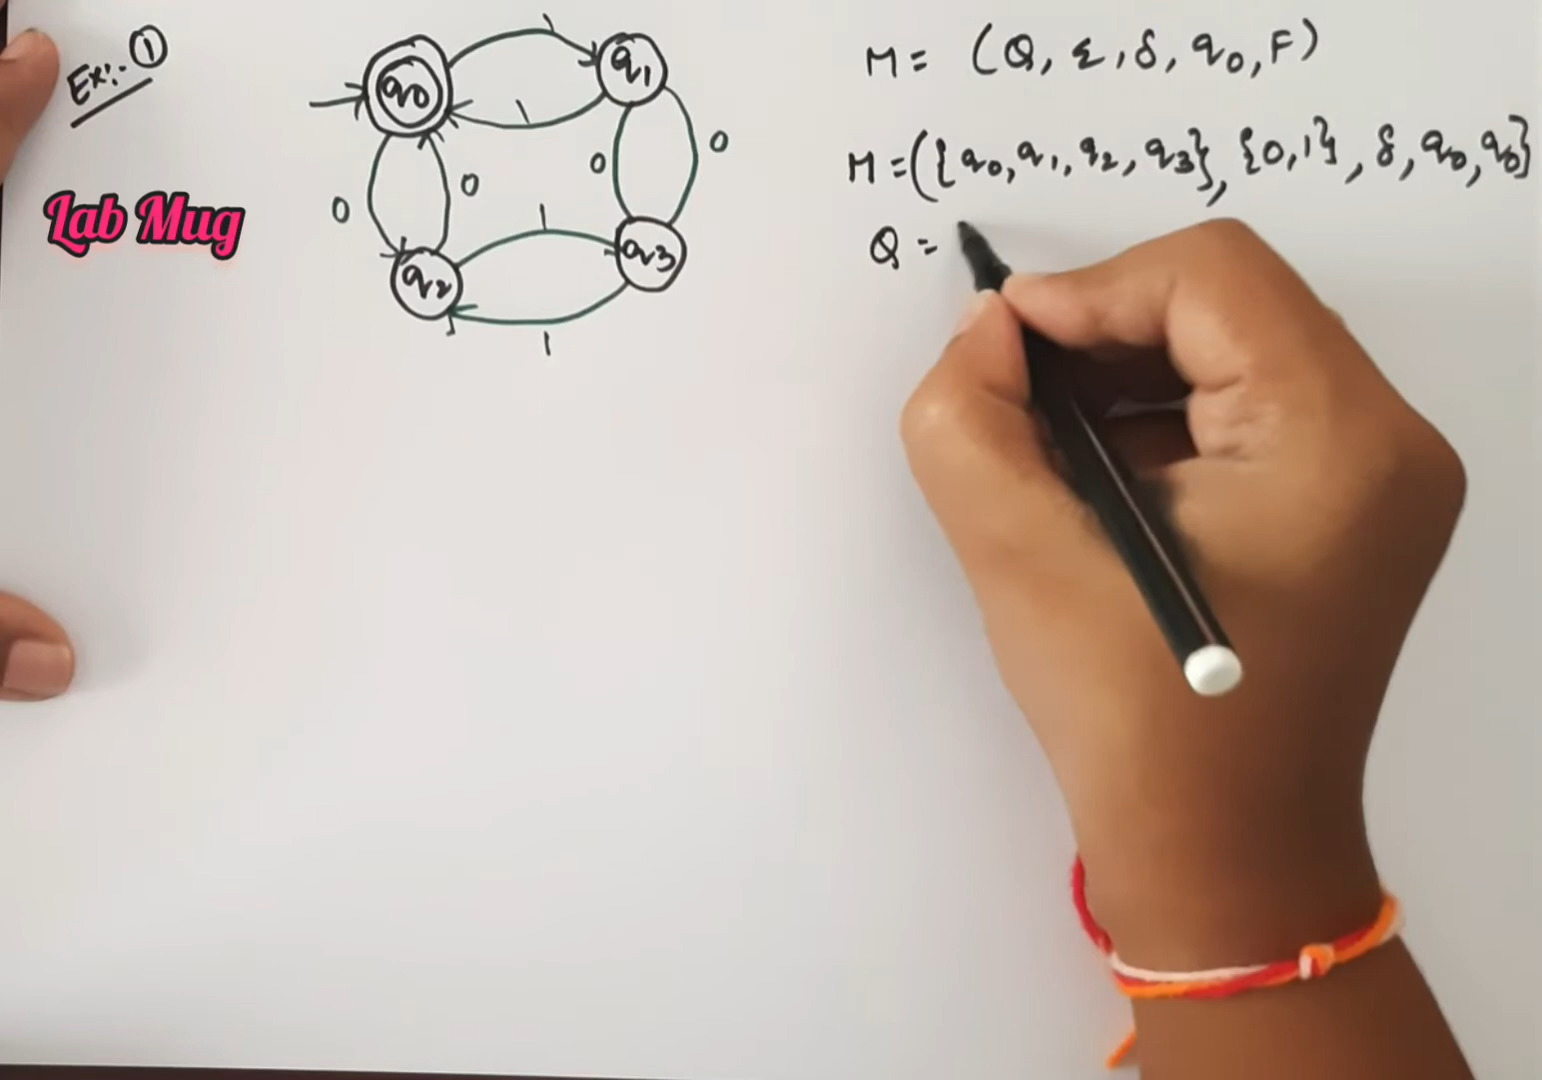 Ex:- ①
Lab Mug
q0
1
q1
1
0
0
0
0
1
q2
q3
1
M = (Q, Σ, δ, q0, F)
M = ({q0, q1, q2, q3}, {0, 1}, δ, q0, q0}
Q =